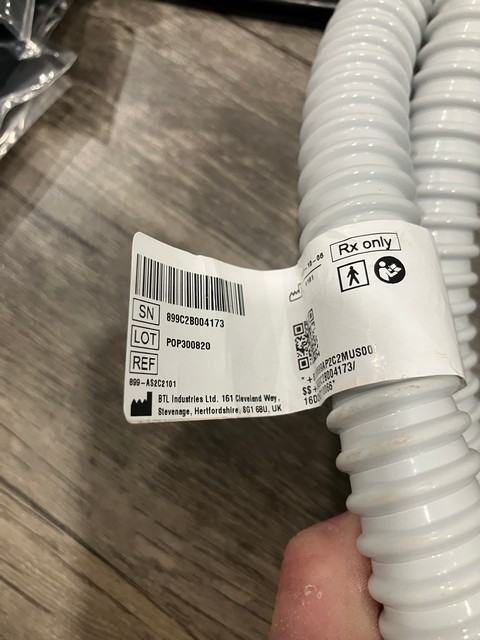 SN 899C2B004173
LOT POP300820
REF
899-AS2C2101
BTL Industries Ltd. 161 Cleveland Way,
Stevenage, Hertfordshire, SG1 6BU, UK
Rx only